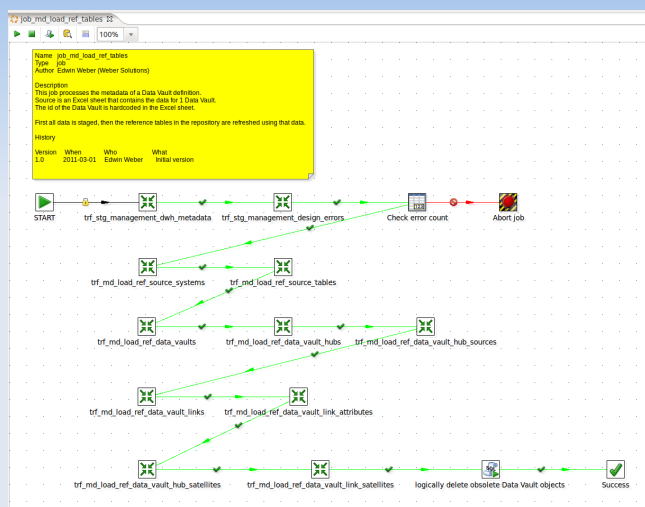 job_md_load_ref_tables
100%
Name job_md_load_ref_tables
Type job
Author Edwin Weber (Weber Solutions)
Description
This job processes the metadata of a Data Vault definition.
Source is an Excel sheet that contains the data for 1 Data Vault.
The Id of the Data Vault is hardcoded in the Excel sheet.
First all data is staged, then the reference tables in the repository are refreshed using that data.
History
Version When Who What
1.0 2011-03-01 Edwin Weber Initial version
START trf_stg_management_dwh_metadata trf_stg_management_design_errors Check error count Abort job
trf_md_load_ref_source_systems trf_md_load_ref_source_tables
trf_md_load_ref_data_vaults trf_md_load_ref_data_vault_hubs trf_md_load_ref_data_vault_hub_sources
trf_md_load_ref_data_vault_links trf_md_load_ref_data_vault_link_attributes
trf_md_load_ref_data_vault_hub_satellites trf_md_load_ref_data_vault_link_satellites logically delete obsolete Data Vault objects Success